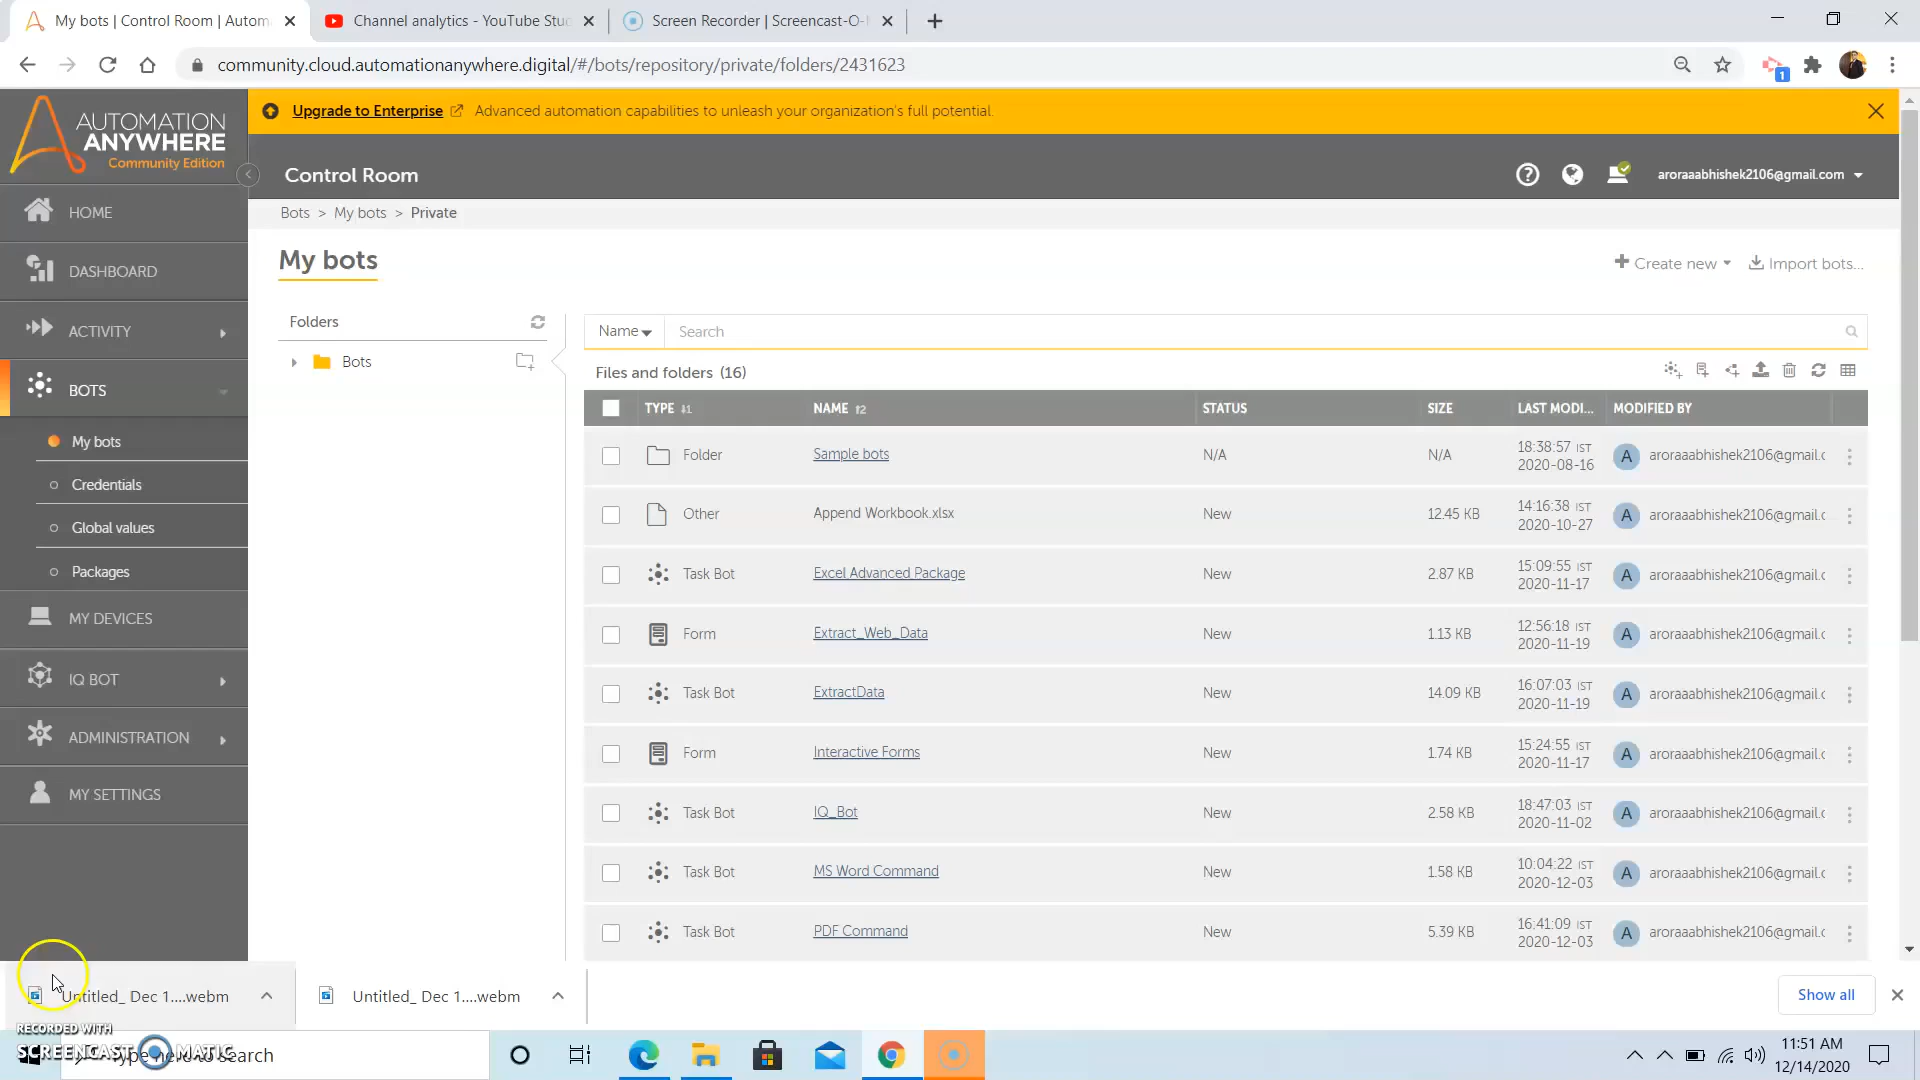 My bots | Control Room | Autom
Channel analytics - YouTube Stu
Screen Recorder | Screencast-O-
community.cloud.automationanywhere.digital/#/bots/repository/private/folders/2431623
1
AUTOMATION
ANYWHERE
Community Edition
Upgrade to Enterprise Advanced automation capabilities to unleash your organization's full potential.
Control Room
aroraaabhishek2106@gmail.com
Bots > My bots > Private
My bots
Create new
Import bots...
HOME
DASHBOARD
ACTIVITY
BOTS
My bots
Credentials
Global values
Packages
MY DEVICES
IQ BOT
ADMINISTRATION
MY SETTINGS
Folders
Bots
Name
Search
Files and folders (16)
TYPE NAME STATUS SIZE LAST MODI... MODIFIED BY
Folder Sample bots N/A N/A 18:38:57 IST 2020-08-16 A aroraaabhishek2106@gmail.c
Other Append Workbook.xlsx New 12.45 KB 14:16:38 IST 2020-10-27 A aroraaabhishek2106@gmail.c
Task Bot Excel Advanced Package New 2.87 KB 15:09:55 IST 2020-11-17 A aroraaabhishek2106@gmail.c
Form Extract_Web_Data New 1.13 KB 12:56:18 IST 2020-11-19 A aroraaabhishek2106@gmail.c
Task Bot ExtractData New 14.09 KB 16:07:03 IST 2020-11-19 A aroraaabhishek2106@gmail.c
Form Interactive Forms New 1.74 KB 15:24:55 IST 2020-11-17 A aroraaabhishek2106@gmail.c
Task Bot IQ_Bot New 2.58 KB 18:47:03 IST 2020-11-02 A aroraaabhishek2106@gmail.c
Task Bot MS Word Command New 1.58 KB 10:04:22 IST 2020-12-03 A aroraaabhishek2106@gmail.c
Task Bot PDF Command New 5.39 KB 16:41:09 IST 2020-12-03 A aroraaabhishek2106@gmail.c
Untitled_ Dec 1....webm
Untitled_ Dec 1....webm
Show all
RECORDED WITH
SCREENCAST MATIC
Type here to search
11:51 AM
12/14/2020